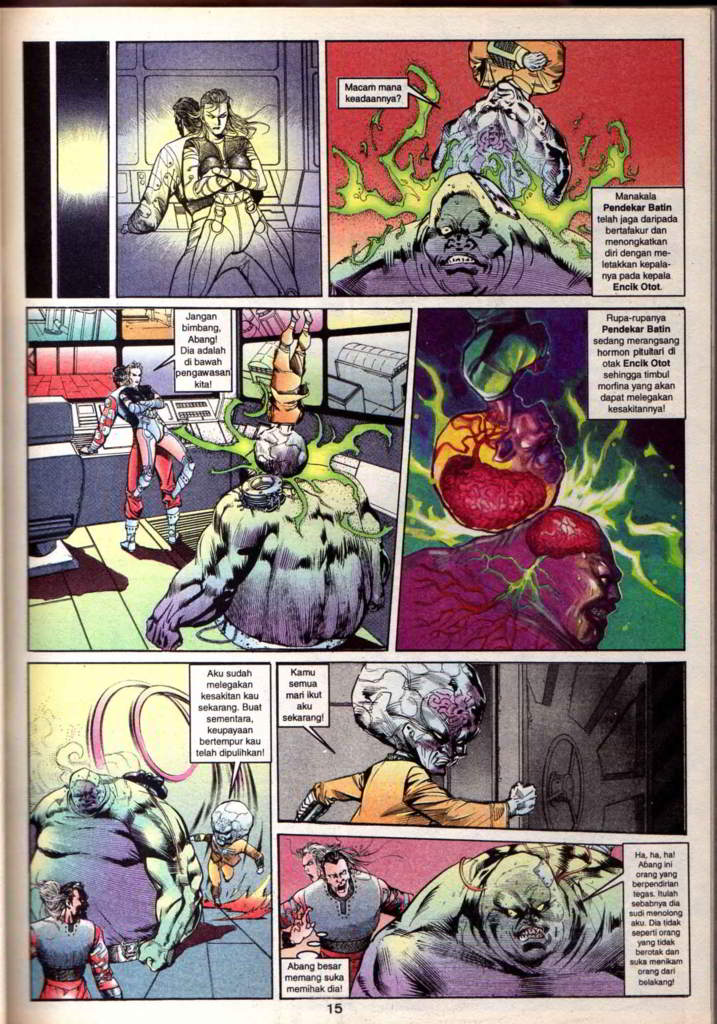 Macam mana
keadaannya?
Manakala
Pendekar Batin
telah jaga daripada
bertafakur dan
menongkatkan
diri dengan me-
letakkan kepala-
nya pada kepala
Encik Otot.
Jangan
bimbang,
Abang!
Dia adalah
di bawah
pengawasan
kita!
Rupa-rupanya
Pendekar Batin
sedang merangsang
hormon pituitari di
otak Encik Otot
sehingga timbul
morfina yang akan
dapat melegakan
kesakitannya!
Aku sudah
melegakan
kesakitan kau
sekarang. Buat
sementara,
keupayaan
bertempur kau
telah dipulihkan!
Kamu
semua
mari ikut
aku
sekarang!
Abang besar
memang suka
memihak dia!
Ha, ha, ha!
Abang ini
orang yang
berpendirian
tegas. Itulah
sebabnya dia
sudi menolong
aku. Dia tidak
seperti orang
yang tidak
berotak dan
suka menikam
orang dari
belakang!
15